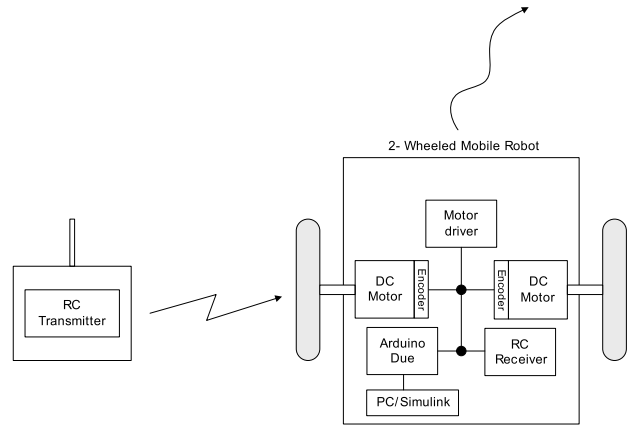 2- Wheeled Mobile Robot
Motor
driver
DC
Motor
Encoder
Encoder
DC
Motor
RC
Transmitter
Arduino
Due
RC
Receiver
PC/Simulink